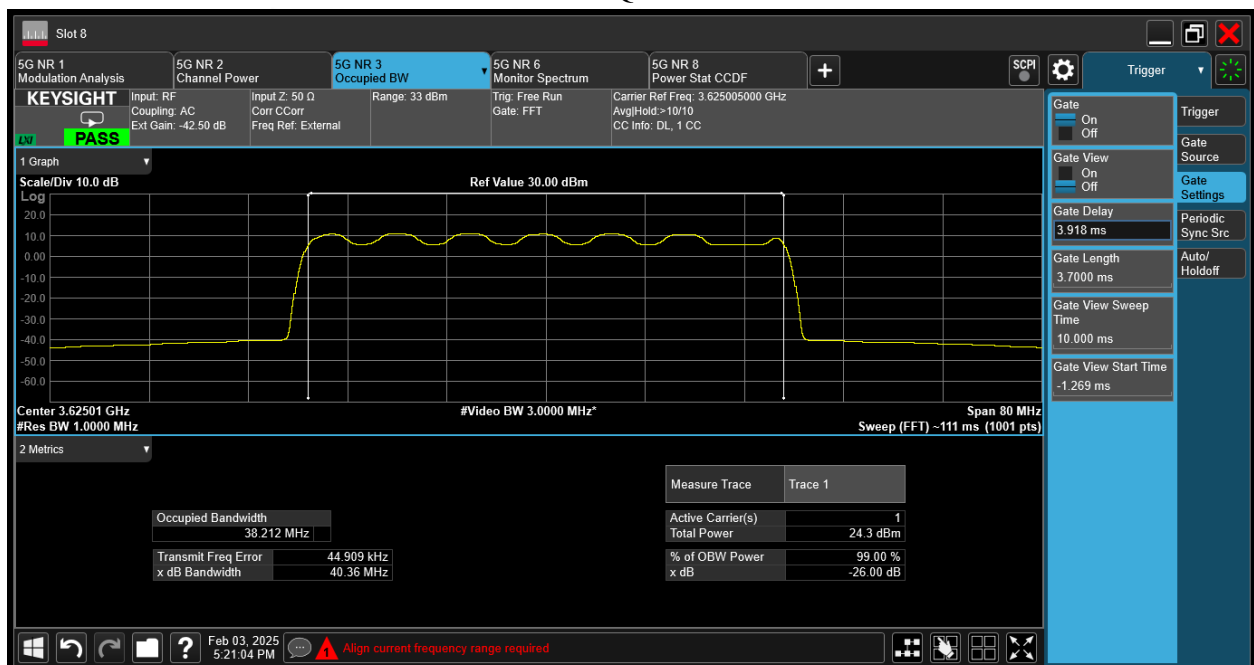 Q
Slot 8
5G NR 1
Modulation Analysis
5G NR 2
Channel Power
5G NR 3
Occupied BW
5G NR 6
Monitor Spectrum
5G NR 8
Power Stat CCDF
+
SCPI
Trigger
KEYSIGHT
LXI
PASS
Input: RF
Coupling: AC
Ext Gain: -42.50 dB
Input Z: 50 Ω
Corr CCorr
Freq Ref: External
Range: 33 dBm
Trig: Free Run
Gate: FFT
Carrier Ref Freq: 3.625005000 GHz
Avg|Hold:>10/10
CC Info: DL, 1 CC
1 Graph
Scale/Div 10.0 dB
Ref Value 30.00 dBm
Log
20.0
10.0
0.00
-10.0
-20.0
-30.0
-40.0
-50.0
-60.0
Center 3.62501 GHz
#Video BW 3.0000 MHz*
Span 80 MHz
#Res BW 1.0000 MHz
Sweep (FFT) ~111 ms (1001 pts)
2 Metrics
Measure Trace Trace 1
Occupied Bandwidth
38.212 MHz
Transmit Freq Error 44.909 kHz
x dB Bandwidth 40.36 MHz
Active Carrier(s) 1
Total Power 24.3 dBm
% of OBW Power 99.00 %
x dB -26.00 dB
Gate
On
Off
Gate View
On
Off
Gate Delay
3.918 ms
Gate Length
3.7000 ms
Gate View Sweep
Time
10.000 ms
Gate View Start Time
-1.269 ms
Trigger
Gate
Source
Gate
Settings
Periodic
Sync Src
Auto/
Holdoff
?
Feb 03, 2025
5:21:04 PM
1
Align current frequency range required